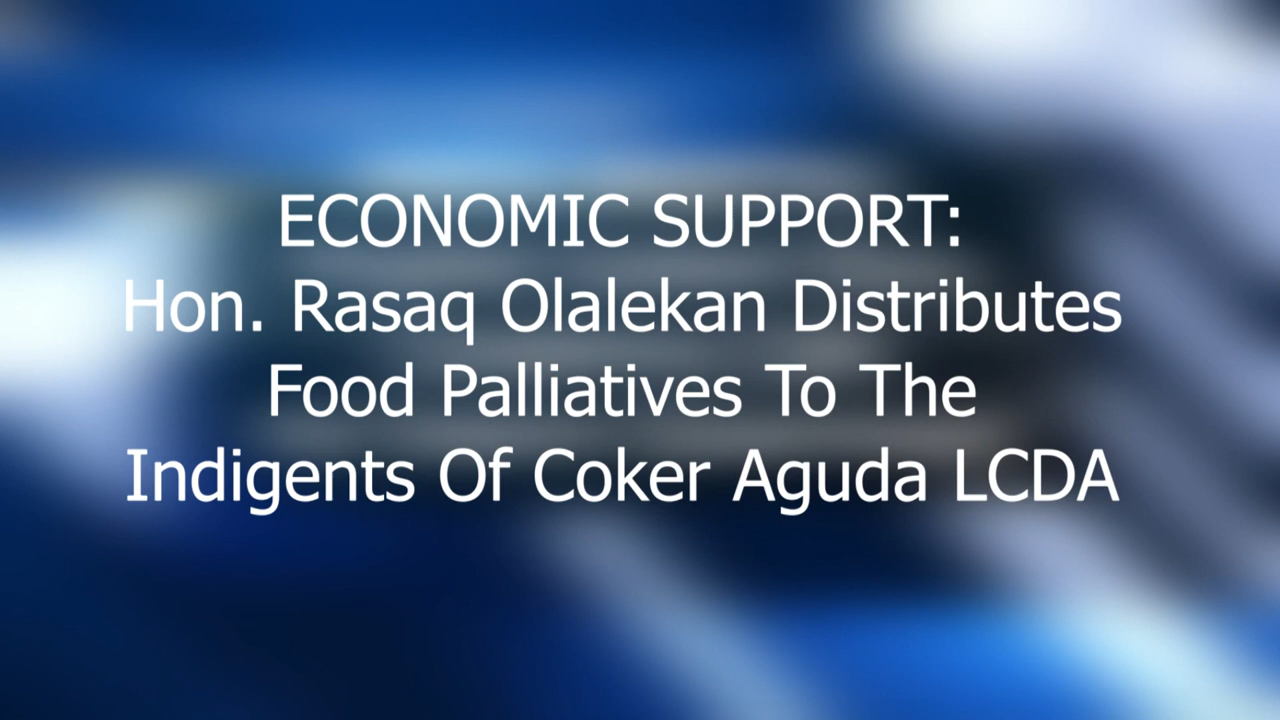 ECONOMIC SUPPORT:
Hon. Rasaq Olalekan Distributes
Food Palliatives To The
Indigents Of Coker Aguda LCDA